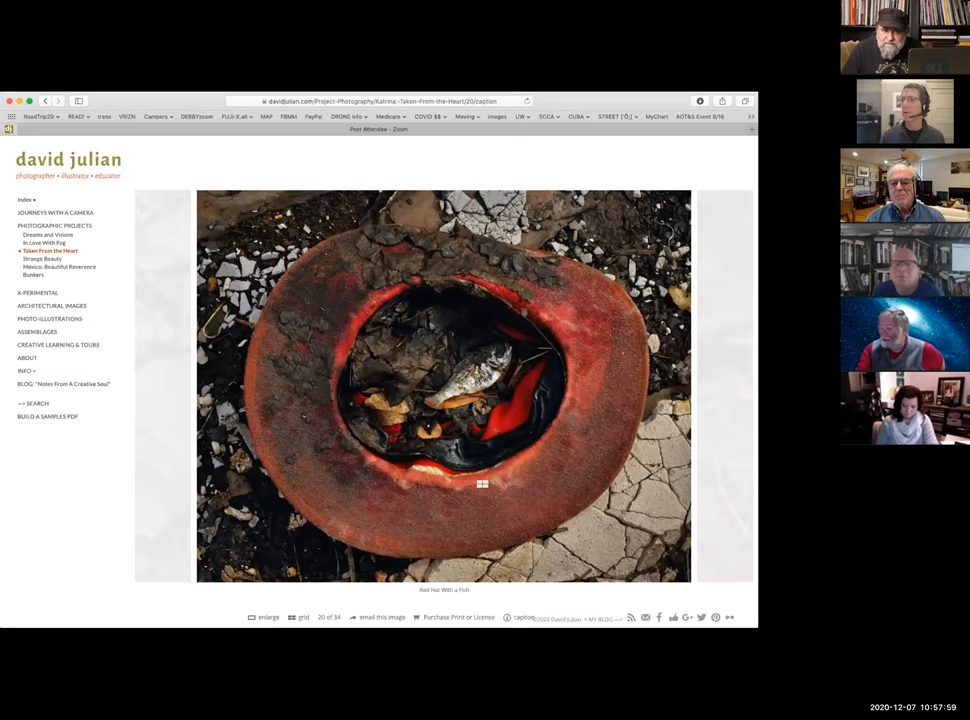 davidjulian.com/Project-Photography/Katrina:-Taken-From-the-Heart/20/caption
RoadTrip20 READI trans VRIZN Campers DEBBYzoom FUJI-X.all MAP FBMkt PayPal DRONE info Medicare COVID $$ Moving Images UW SCCA CUBA STREET MyChart AOT&S Event 8/16 >>
dj
Post Attendee - Zoom
david julian
photographer • illustrator • educator
Index •
JOURNEYS WITH A CAMERA
PHOTOGRAPHIC PROJECTS
Dreams and Visions
In Love With Fog
• Taken From the Heart
Strange Beauty
Mexico: Beautiful Reverence
Bunkers
X-PERIMENTAL
ARCHITECTURAL IMAGES
PHOTO-ILLUSTRATIONS
ASSEMBLAGES
CREATIVE LEARNING & TOURS
ABOUT
INFO +
BLOG: "Notes From A Creative Soul"
--> SEARCH
BUILD A SAMPLES PDF
Red Hat With a Fish
enlarge grid 20 of 34 email this image Purchase Print or License caption ©2020 David Julian > MY BLOG --->
2020-12-07 10:57:59